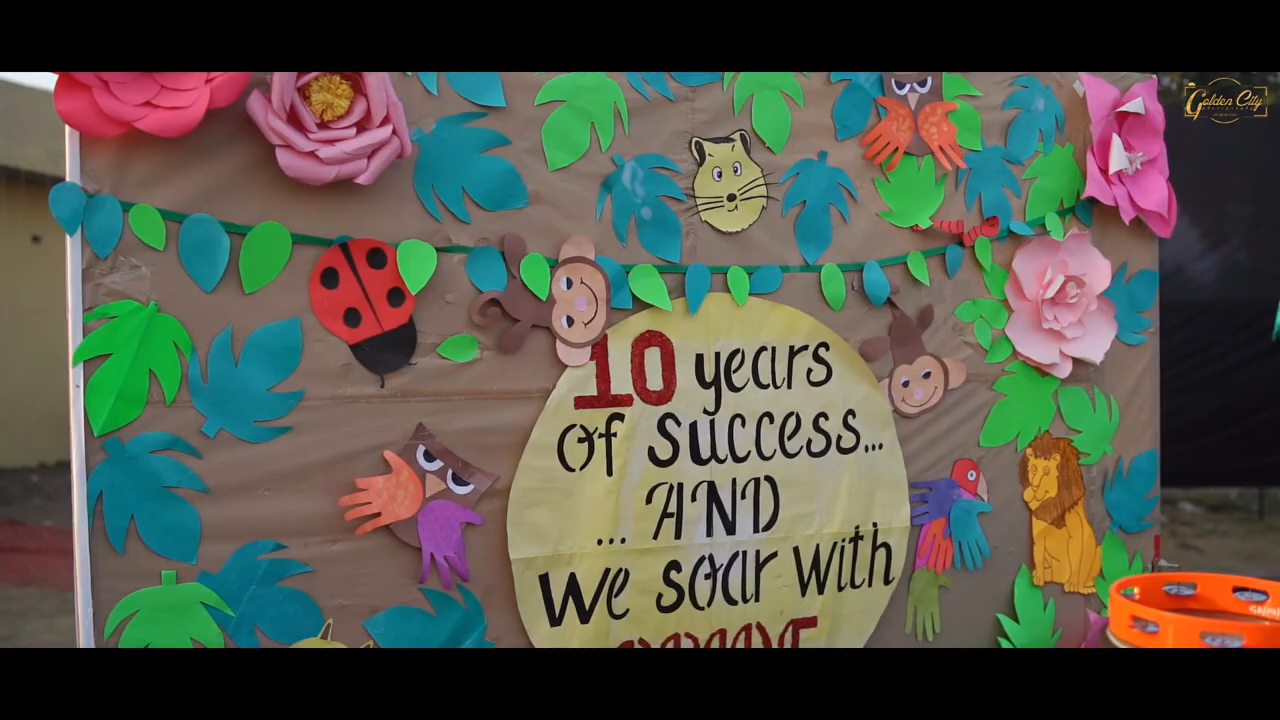 Golden City
10 years
of success...
... AND
We soar with